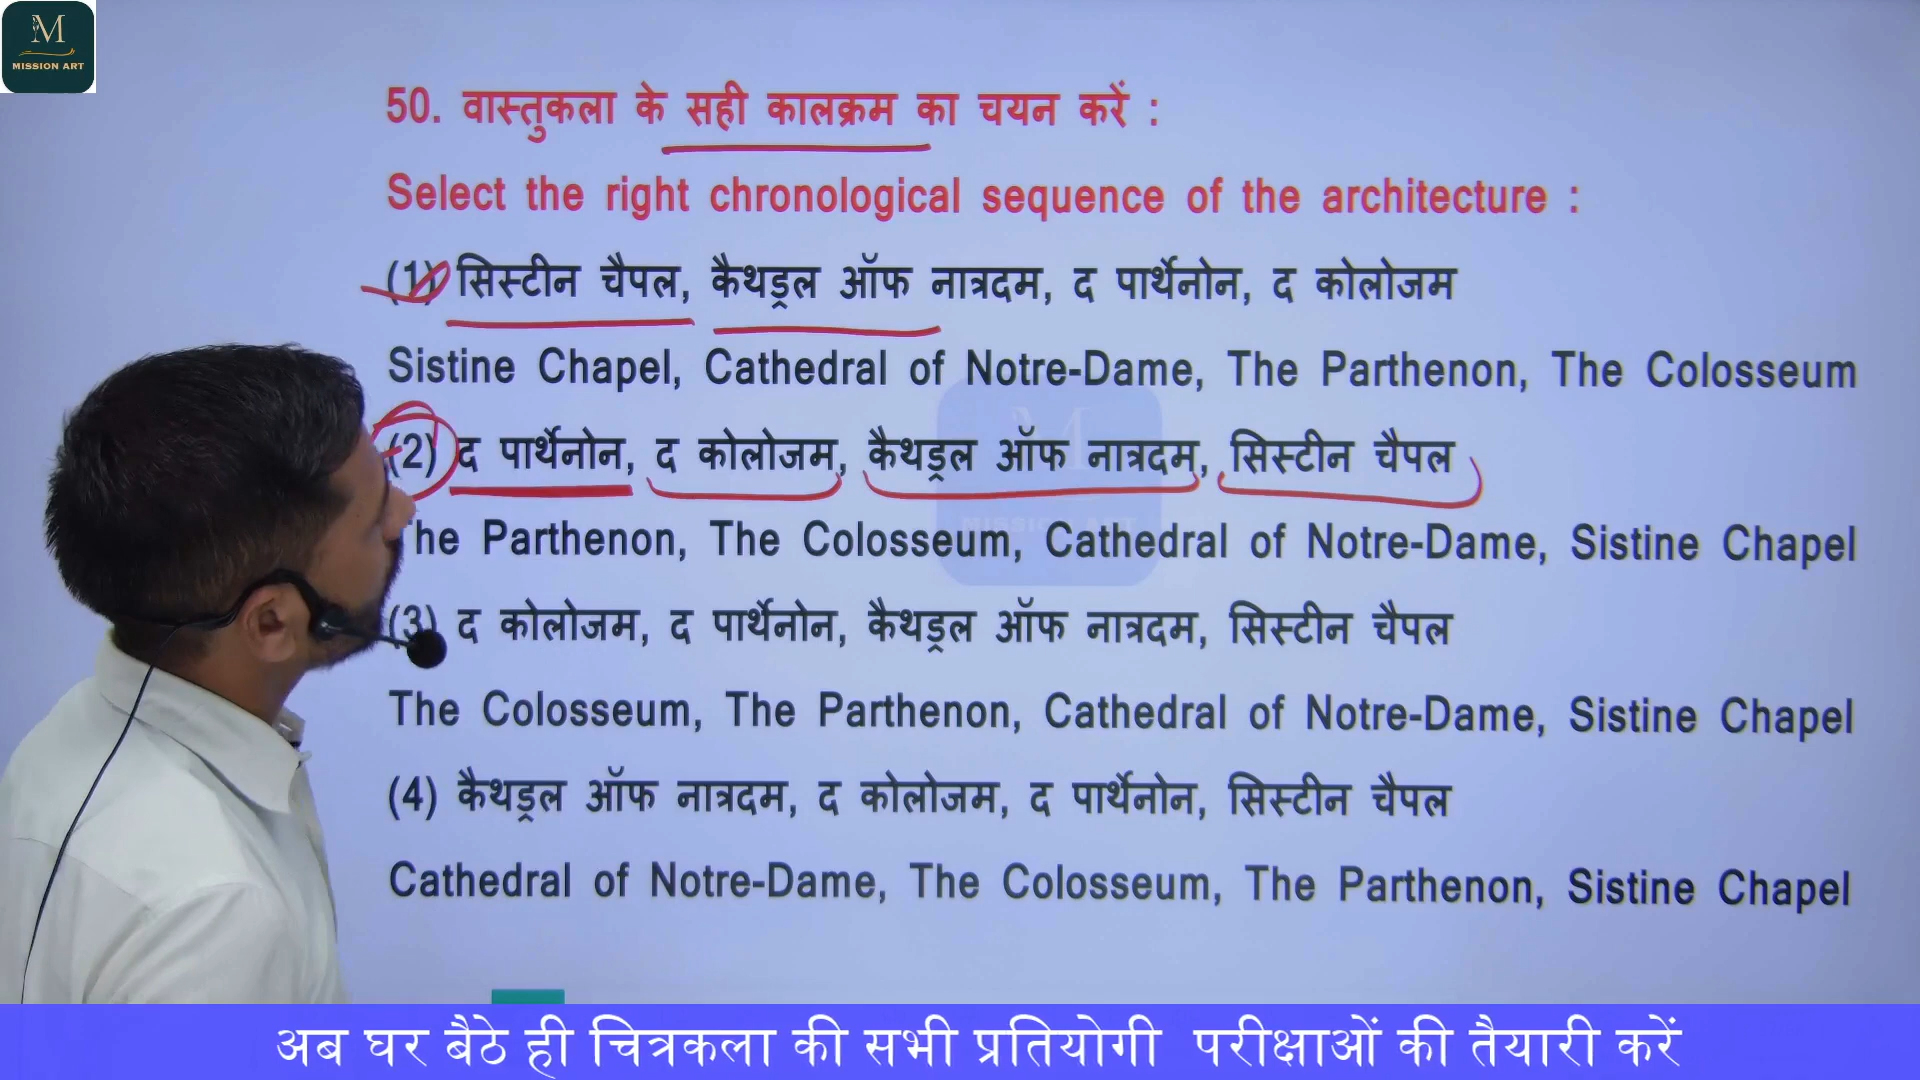 M
MISSION ART
50. वास्तुकला के सही कालक्रम का चयन करें :
Select the right chronological sequence of the architecture :
(1) सिस्टीन चैपल, कैथड्रल ऑफ नात्रदम, द पार्थेनोन, द कोलोजम
Sistine Chapel, Cathedral of Notre-Dame, The Parthenon, The Colosseum
(2) द पार्थेनोन, द कोलोजम, कैथड्रल ऑफ नात्रदम, सिस्टीन चैपल
The Parthenon, The Colosseum, Cathedral of Notre-Dame, Sistine Chapel
(3) द कोलोजम, द पार्थेनोन, कैथड्रल ऑफ नात्रदम, सिस्टीन चैपल
The Colosseum, The Parthenon, Cathedral of Notre-Dame, Sistine Chapel
(4) कैथड्रल ऑफ नात्रदम, द कोलोजम, द पार्थेनोन, सिस्टीन चैपल
Cathedral of Notre-Dame, The Colosseum, The Parthenon, Sistine Chapel
अब घर बैठे ही चित्रकला की सभी प्रतियोगी परीक्षाओं की तैयारी करें